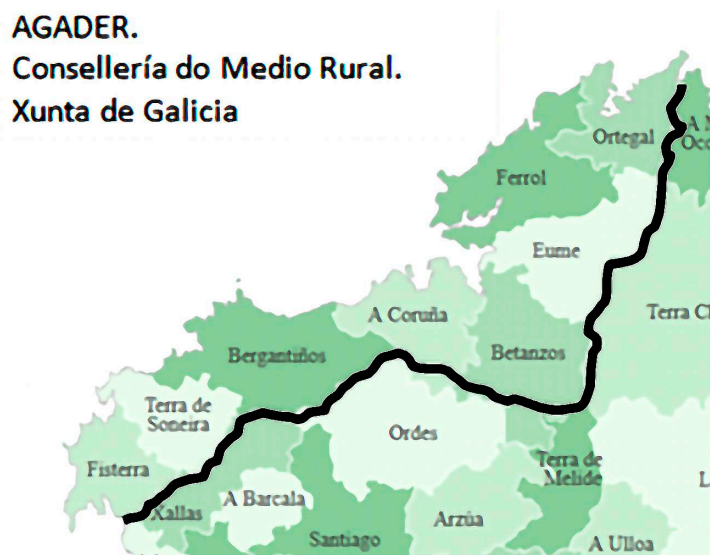 AGADER.
Consellería do Medio Rural.
Xunta de Galicia
Ortegal
Ferrol
Eume
A Coruña
Terra
Bergantiños
Betanzos
Terra de
Soneira
Ordes
Fisterra
Terra de
Melide
Xallas
A Barcala
Arzúa
Santiago
A Ulloa